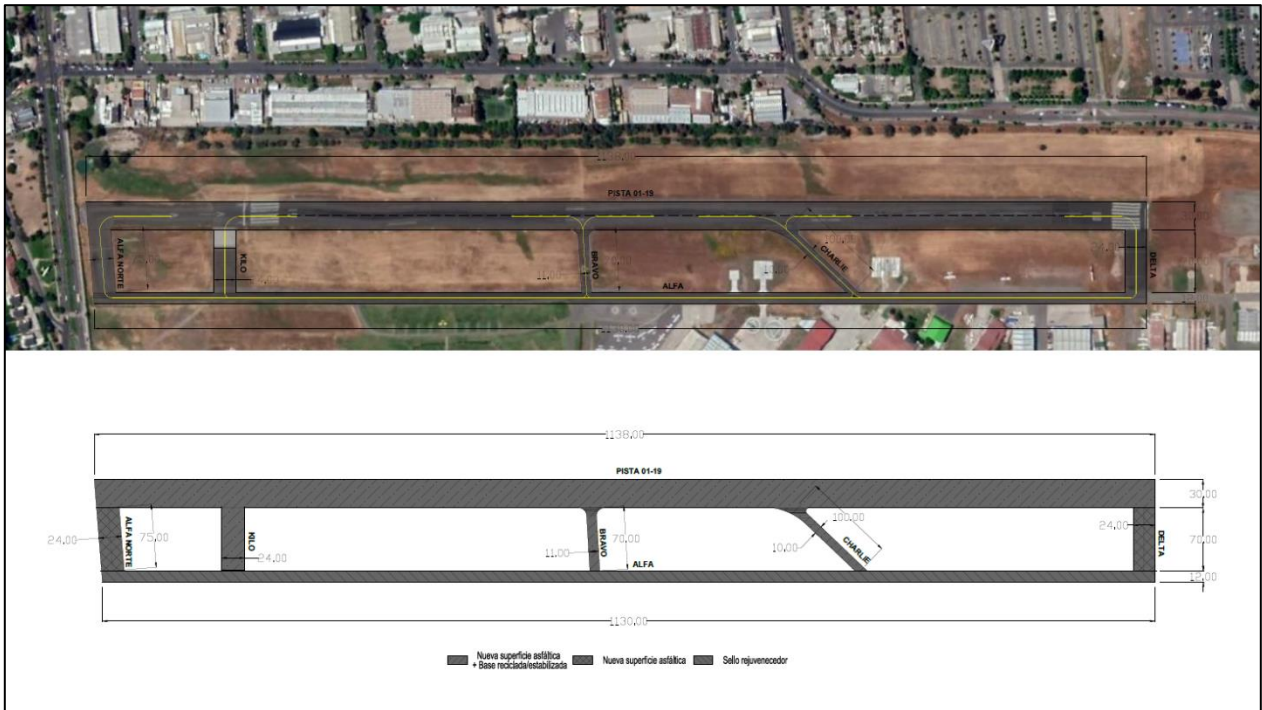 PISTA 01-19
ALFA NORTE
KILO
BRAVO
CHARLIE
ALFA
DELTA
1138,00
PISTA 01-19
30,00
24,00
ALFA NORTE
75,00
KILO
24,00
11,00
BRAVO
70,00
ALFA
100,00
10,00
CHARLIE
24,00
DELTA
70,00
12,00
1130,00
Nueva superficie asfáltica
+ Base reciclada/estabilizada
Nueva superficie asfáltica
Sello rejuvenecedor